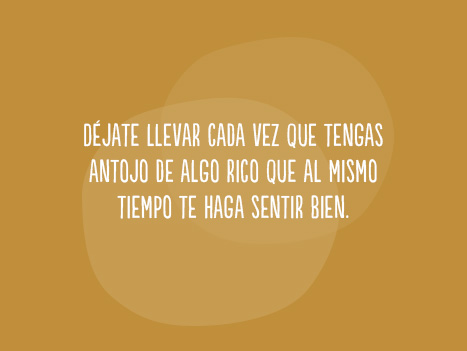 DÉJATE LLEVAR CADA VEZ QUE TENGAS
ANTOJO DE ALGO RICO QUE AL MISMO
TIEMPO TE HAGA SENTIR BIEN.